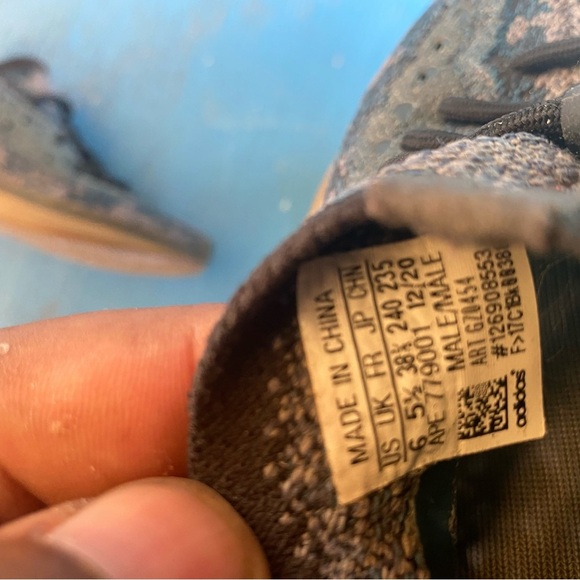 MADE IN CHINA
US UK FR JP CHN
6 5½ 38⅔ 240 235
APE 779001 12/20
MALE/MALE
ART GZ0454
adidas